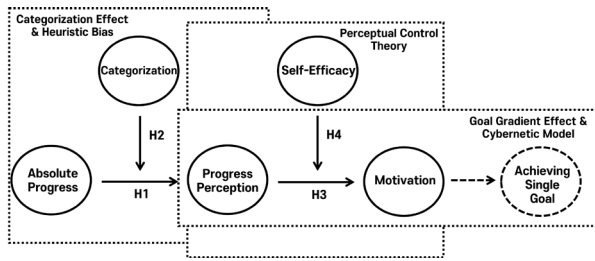 Categorization Effect
& Heuristic Bias
Perceptual Control
Theory
Categorization
Self-Efficacy
H2
H4
Goal Gradient Effect &
Cybernetic Model
Absolute
Progress
H1
Progress
Perception
H3
Motivation
Achieving
Single
Goal